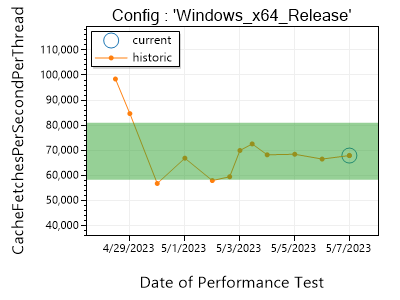 Config : 'Windows_x64_Release'
CacheFetchesPerSecondPerThread
current
historic
110,000
100,000
90,000
80,000
70,000
60,000
50,000
40,000
4/29/2023
5/1/2023
5/3/2023
5/5/2023
5/7/2023
Date of Performance Test